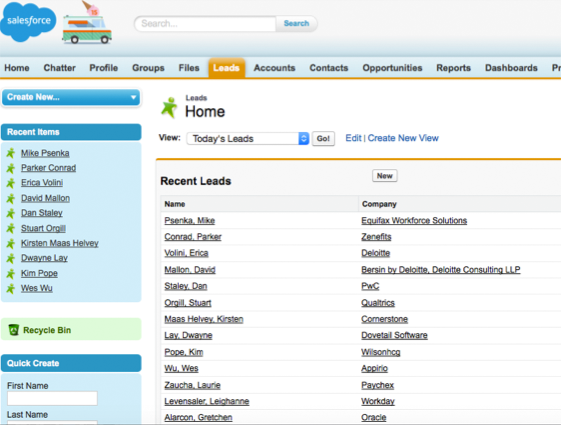 salesforce
Search... Search
Home Chatter Profile Groups Files Leads Accounts Contacts Opportunities Reports Dashboards Pr
Create New...
Recent Items
Mike Psenka
Parker Conrad
Erica Volini
David Mallon
Dan Staley
Stuart Orgill
Kirsten Maas Helvey
Dwayne Lay
Kim Pope
Wes Wu
Recycle Bin
Quick Create
First Name
Last Name
Leads
Home
View: Today's Leads Go! Edit | Create New View
Recent Leads New
Name Company
Psenka, Mike Equifax Workforce Solutions
Conrad, Parker Zenefits
Volini, Erica Deloitte
Mallon, David Bersin by Deloitte, Deloitte Consulting LLP
Staley, Dan PwC
Orgill, Stuart Qualtrics
Maas Helvey, Kirsten Cornerstone
Lay, Dwayne Dovetail Software
Pope, Kim Wilsonhcg
Wu, Wes Appirio
Zaucha, Laurie Paychex
Levensaler, Leighanne Workday
Alarcon, Gretchen Oracle